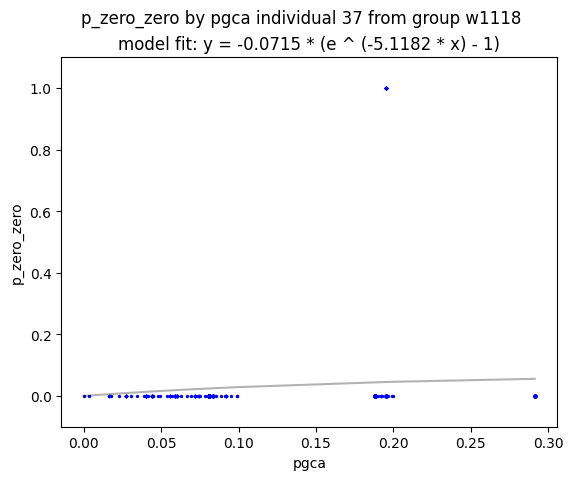 p_zero_zero by pgca individual 37 from group w1118
model fit: y = -0.0715 * (e ^ (-5.1182 * x) - 1)
1.0
0.8
0.6
0.4
0.2
0.0
p_zero_zero
0.00 0.05 0.10 0.15 0.20 0.25 0.30
pgca